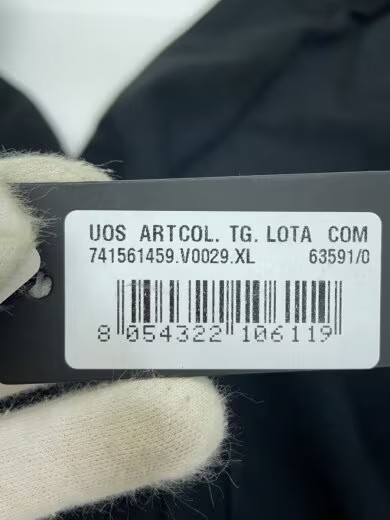 UOS ARTCOL. TG. LOTA COM
741561459.V0029.XL 63591/0
8 054322 106119